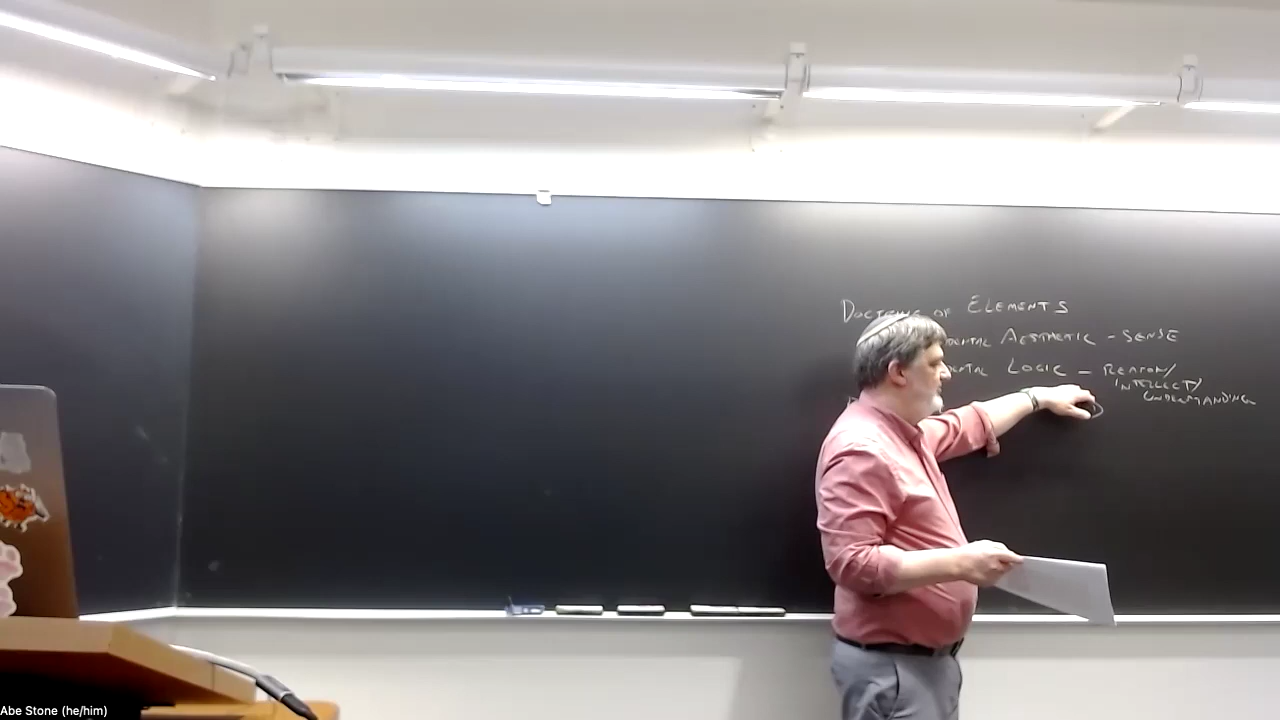 DOCTRINE OF ELEMENTS
AESTHETIC - SENSE
LOGIC - REASON/
INTELLECT/
UNDERSTANDING
Abe Stone (he/him)